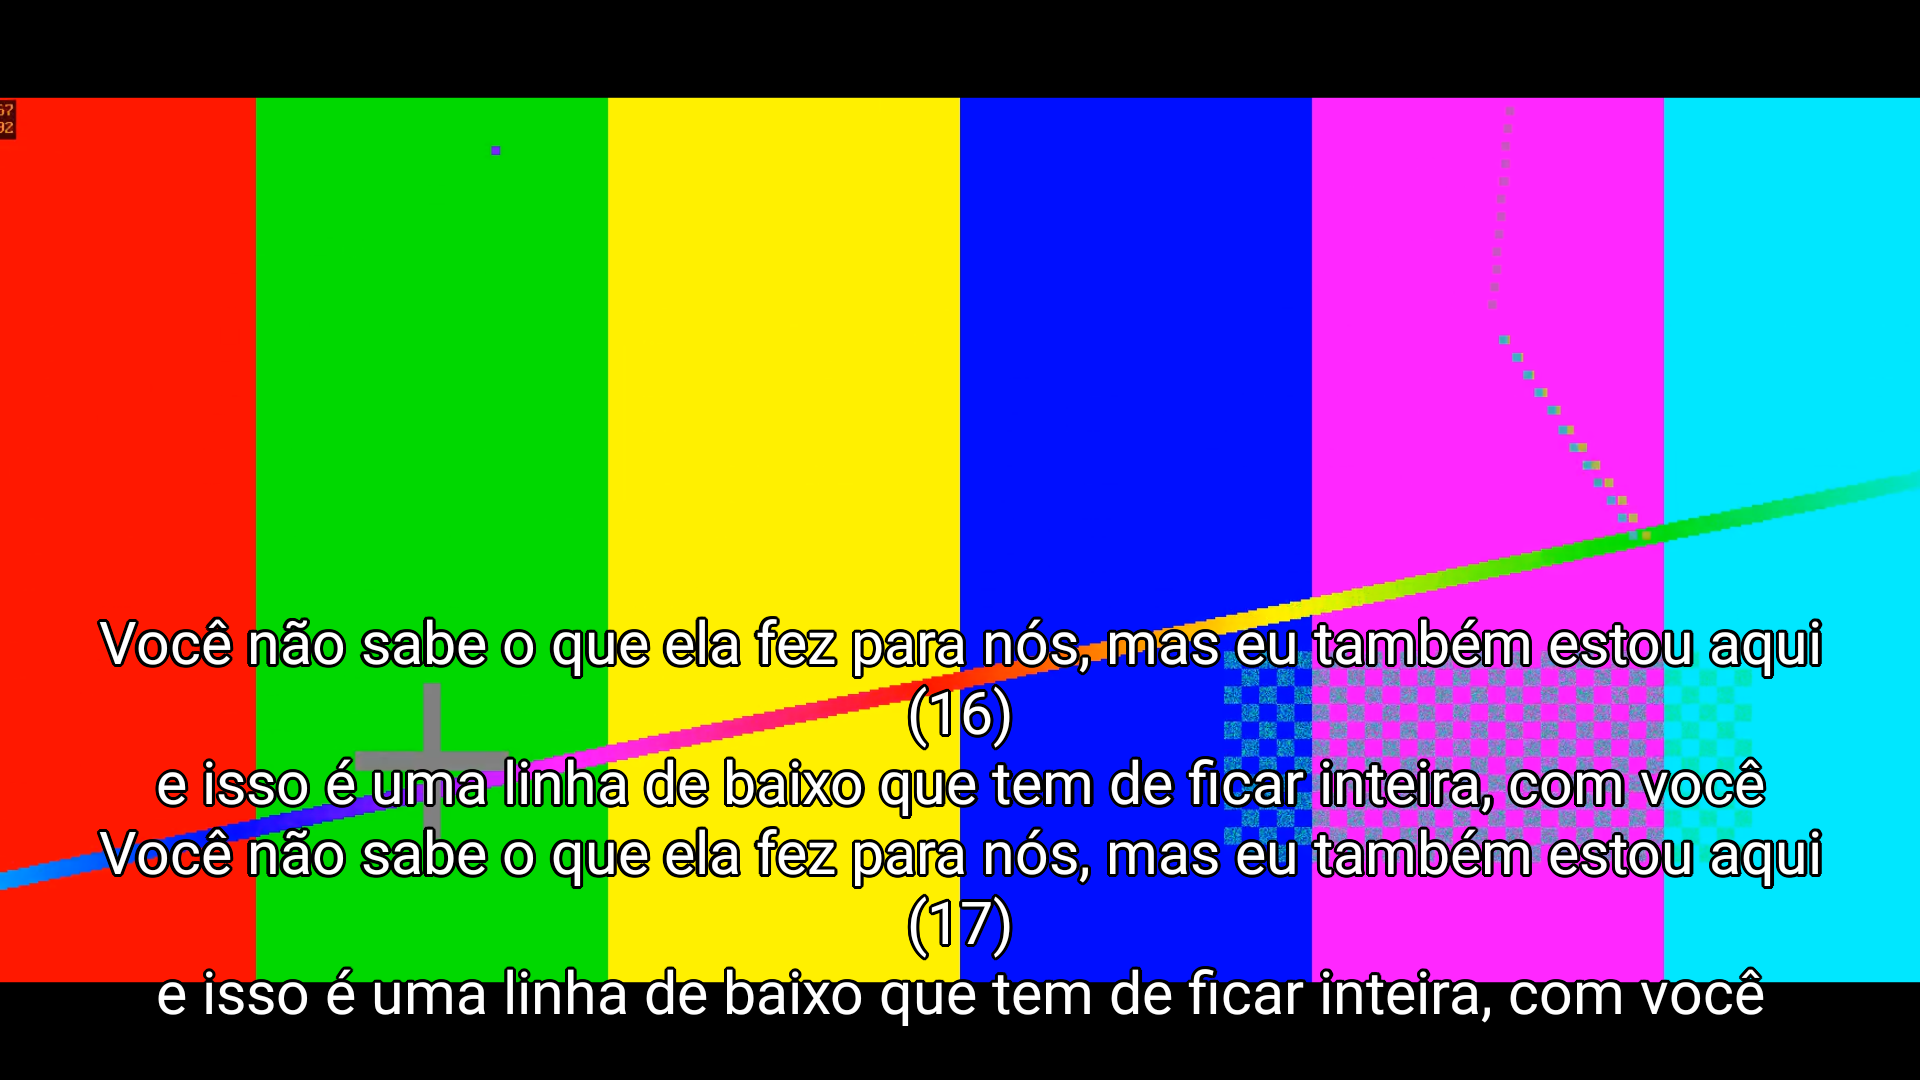 67
92
Você não sabe o que ela fez para nós, mas eu também estou aqui
(16)
e isso é uma linha de baixo que tem de ficar inteira, com você
Você não sabe o que ela fez para nós, mas eu também estou aqui
(17)
e isso é uma linha de baixo que tem de ficar inteira, com você